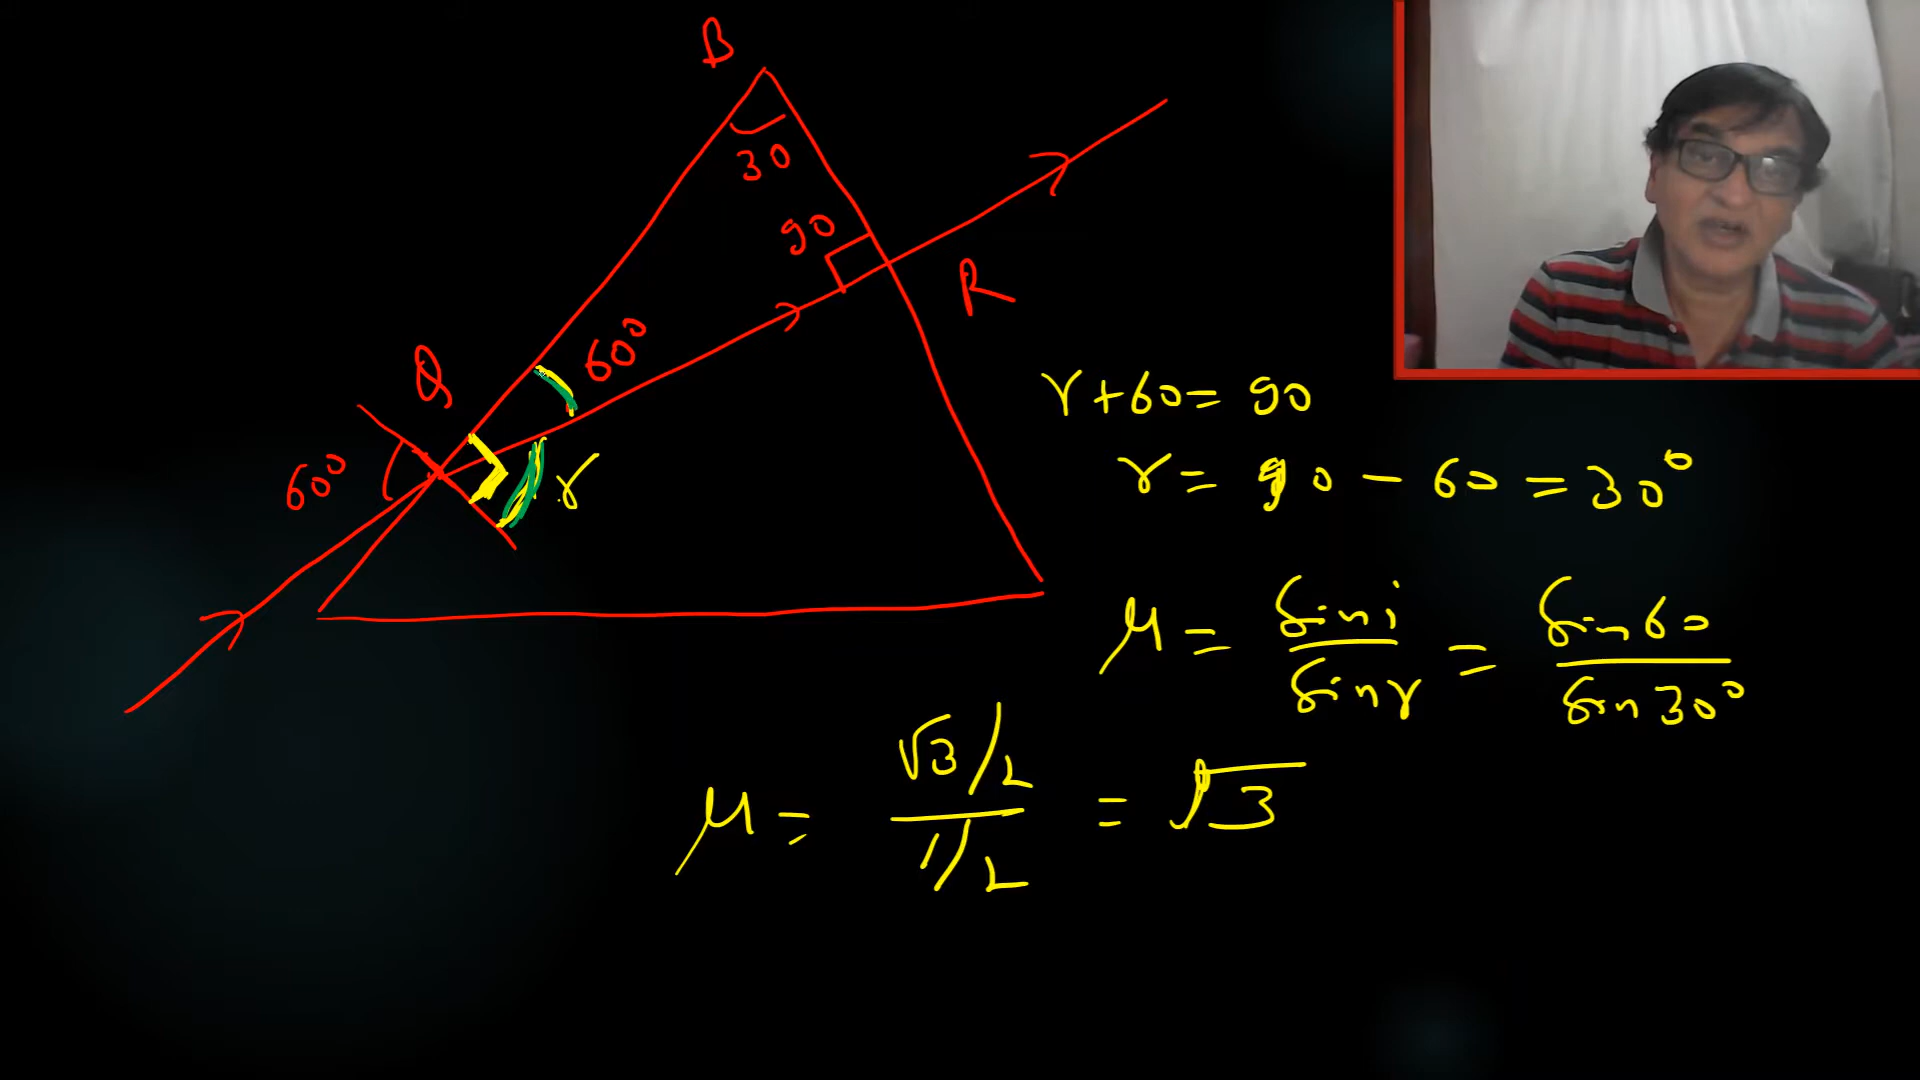 B
30
90
R
60°
Q
60°
r
r + 60 = 90
r = 90 - 60 = 30°
μ = sin i / sin r = sin 60 / sin 30°
μ = √3/2 / 1/2 = √3